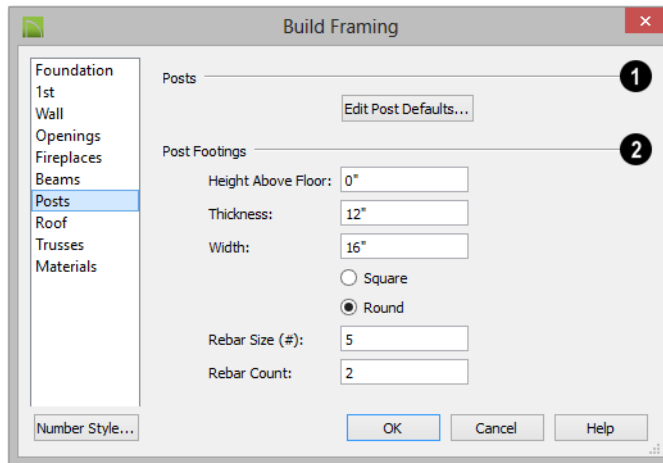 Build Framing
Foundation
1st
Wall
Openings
Fireplaces
Beams
Posts
Roof
Trusses
Materials
Number Style...
Posts
1
Edit Post Defaults...
Post Footings
2
Height Above Floor: 0"
Thickness: 12"
Width: 16"
Square
Round
Rebar Size (#): 5
Rebar Count: 2
OK Cancel Help